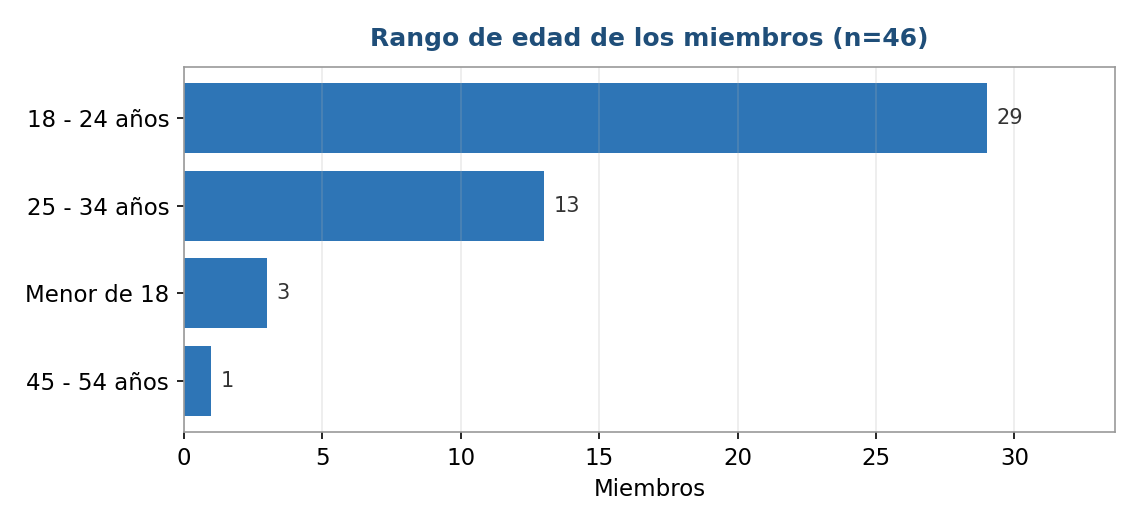 Rango de edad de los miembros (n=46)
18 - 24 años
29
25 - 34 años
13
Menor de 18
3
45 - 54 años
1
0 5 10 15 20 25 30
Miembros